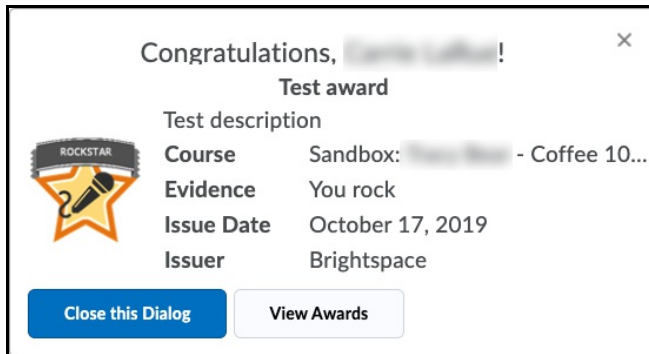 Congratulations, !
Test award
Test description
ROCKSTAR
Course Sandbox: - Coffee 10...
Evidence You rock
Issue Date October 17, 2019
Issuer Brightspace
Close this Dialog View Awards